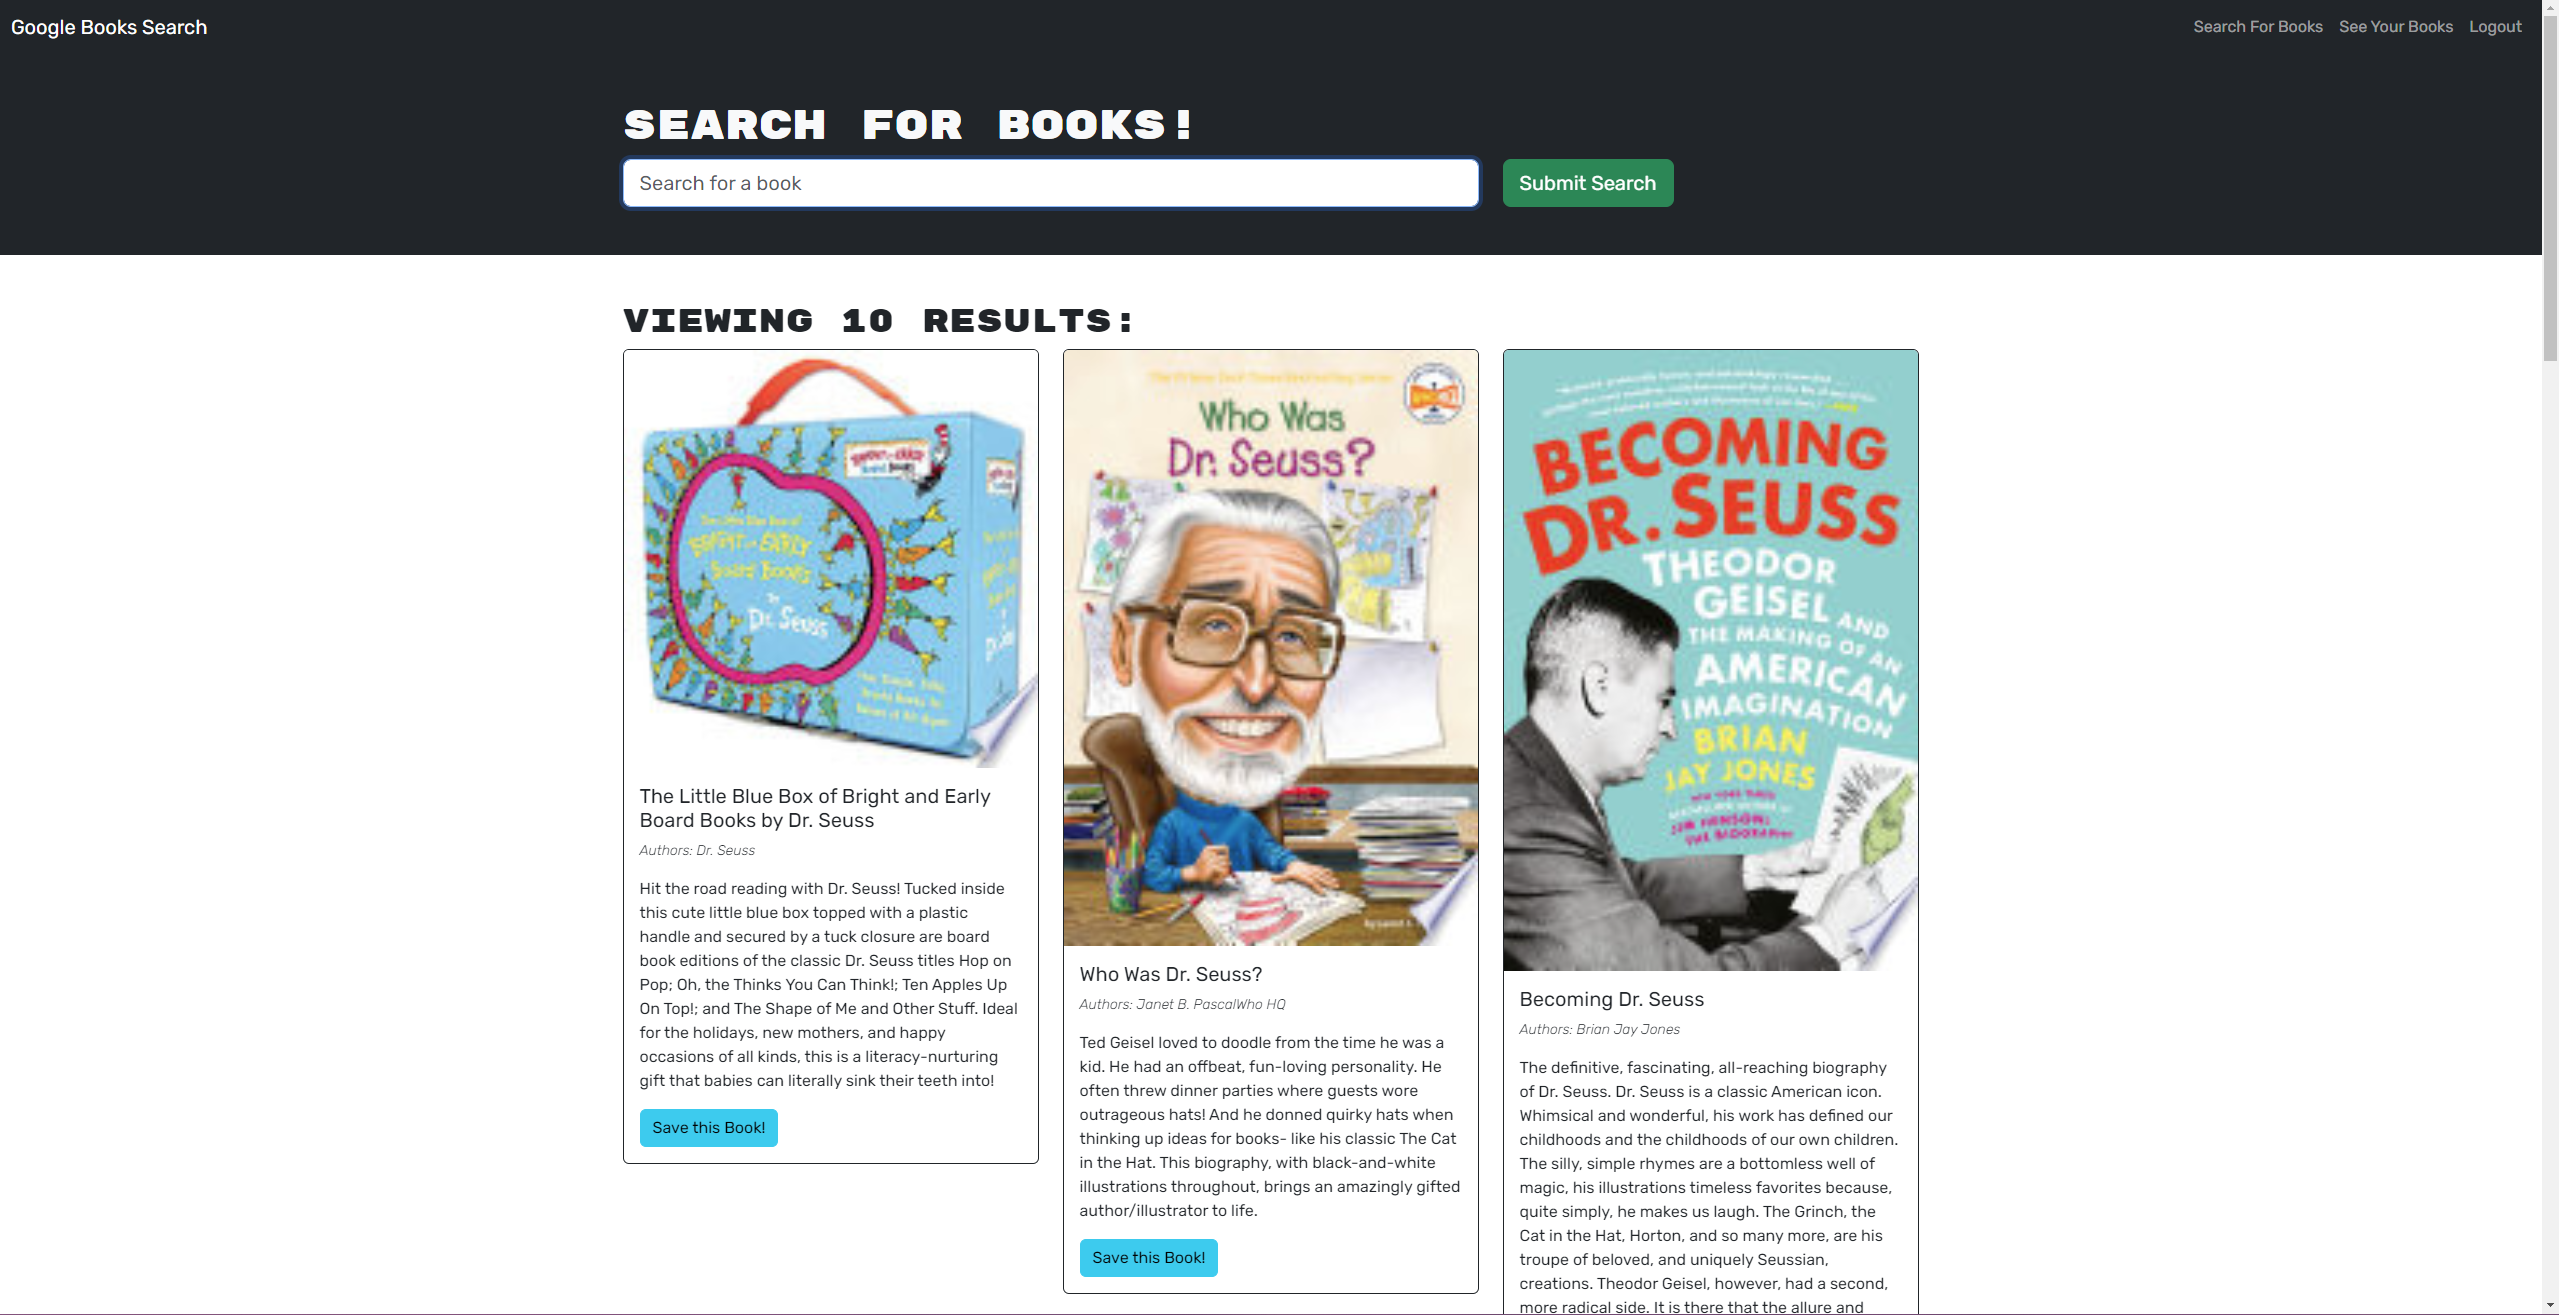 Google Books Search
Search For Books
See Your Books
Logout
SEARCH FOR BOOKS!
Search for a book
Submit Search
VIEWING 10 RESULTS:
BRIGHT and EARLY
Board Books
by
Dr. Seuss
The Little Blue Box of Bright and Early
Board Books by Dr. Seuss
Authors: Dr. Seuss
Hit the road reading with Dr. Seuss! Tucked inside
this cute little blue box topped with a plastic
handle and secured by a tuck closure are board
book editions of the classic Dr. Seuss titles Hop on
Pop; Oh, the Thinks You Can Think!; Ten Apples Up
On Top!; and The Shape of Me and Other Stuff. Ideal
for the holidays, new mothers, and happy
occasions of all kinds, this is a literacy-nurturing
gift that babies can literally sink their teeth into!
Save this Book!
Who Was
Dr. Seuss?
Who Was Dr. Seuss?
Authors: Janet B. PascalWho HQ
Ted Geisel loved to doodle from the time he was a
kid. He had an offbeat, fun-loving personality. He
often threw dinner parties where guests wore
outrageous hats! And he donned quirky hats when
thinking up ideas for books- like his classic The Cat
in the Hat. This biography, with black-and-white
illustrations throughout, brings an amazingly gifted
author/illustrator to life.
Save this Book!
BECOMING
DR. SEUSS
THEODOR
GEISEL AND
THE MAKING OF AN
AMERICAN
IMAGINATION
BRIAN
JAY JONES
Becoming Dr. Seuss
Authors: Brian Jay Jones
The definitive, fascinating, all-reaching biography
of Dr. Seuss. Dr. Seuss is a classic American icon.
Whimsical and wonderful, his work has defined our
childhoods and the childhoods of our own children.
The silly, simple rhymes are a bottomless well of
magic, his illustrations timeless favorites because,
quite simply, he makes us laugh. The Grinch, the
Cat in the Hat, Horton, and so many more, are his
troupe of beloved, and uniquely Seussian,
creations. Theodor Geisel, however, had a second,
more radical side. It is there that the allure and